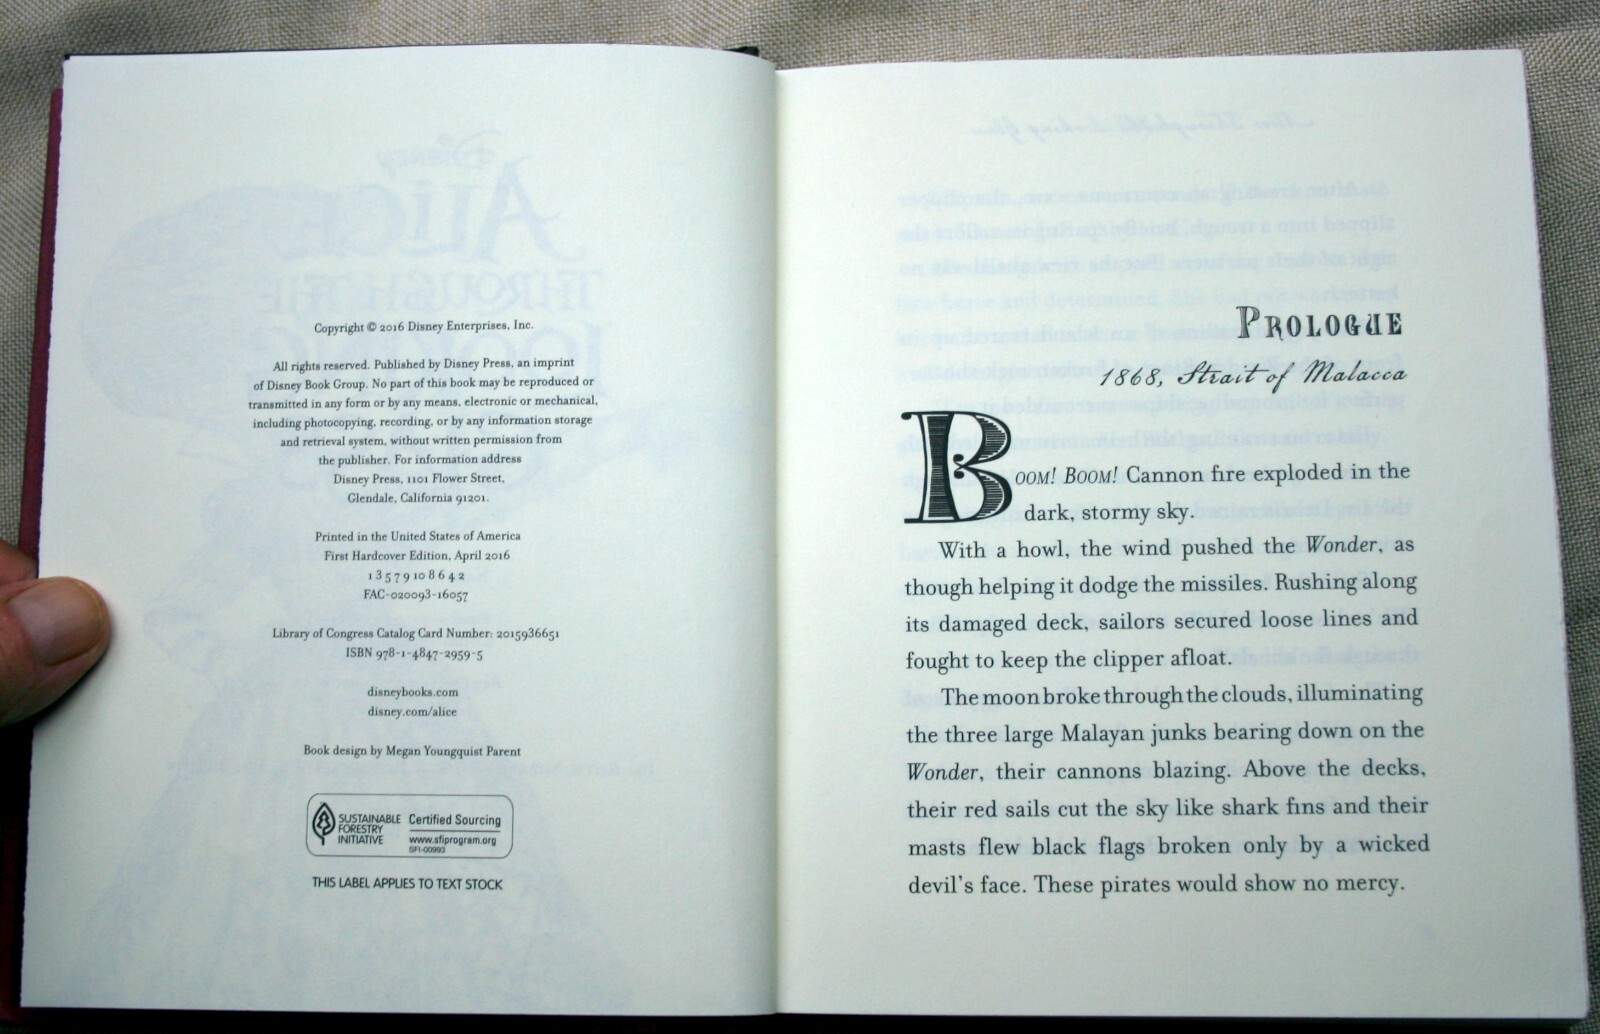 Copyright © 2016 Disney Enterprises, Inc.
All rights reserved. Published by Disney Press, an imprint
of Disney Book Group. No part of this book may be reproduced or
transmitted in any form or by any means, electronic or mechanical,
including photocopying, recording, or by any information storage
and retrieval system, without written permission from
the publisher. For information address
Disney Press, 1101 Flower Street,
Glendale, California 91201.
Printed in the United States of America
First Hardcover Edition, April 2016
1 3 5 7 9 10 8 6 4 2
FAC-020093-16057
Library of Congress Catalog Card Number: 2015936651
ISBN 978-1-4847-2959-5
disneybooks.com
disney.com/alice
Book design by Megan Youngquist Parent
SUSTAINABLE
FORESTRY
INITIATIVE
Certified Sourcing
www.sfiprogram.org
SFI-00993
THIS LABEL APPLIES TO TEXT STOCK
PROLOGUE
1868, Strait of Malacca
BOOM! BOOM! Cannon fire exploded in the
dark, stormy sky.
With a howl, the wind pushed the Wonder, as
though helping it dodge the missiles. Rushing along
its damaged deck, sailors secured loose lines and
fought to keep the clipper afloat.
The moon broke through the clouds, illuminating
the three large Malayan junks bearing down on the
Wonder, their cannons blazing. Above the decks,
their red sails cut the sky like shark fins and their
masts flew black flags broken only by a wicked
devil's face. These pirates would show no mercy.